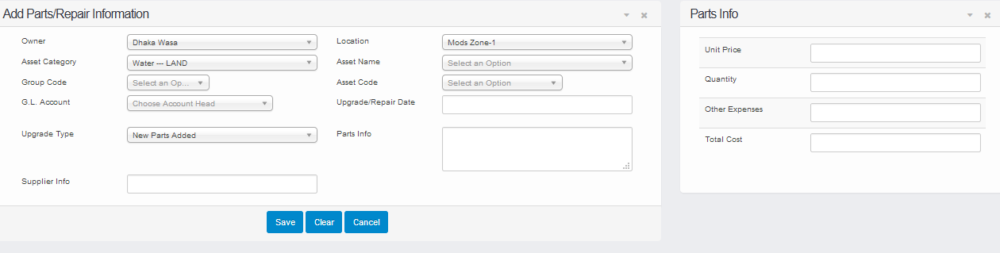 Add Parts/Repair Information
Owner Dhaka Wasa Location Mods Zone-1
Asset Category Water --- LAND Asset Name Select an Option
Group Code Select an Op... Asset Code Select an Option
G.L. Account Choose Account Head Upgrade/Repair Date
Upgrade Type New Parts Added Parts Info
Supplier Info
Save Clear Cancel
Parts Info
Unit Price
Quantity
Other Expenses
Total Cost